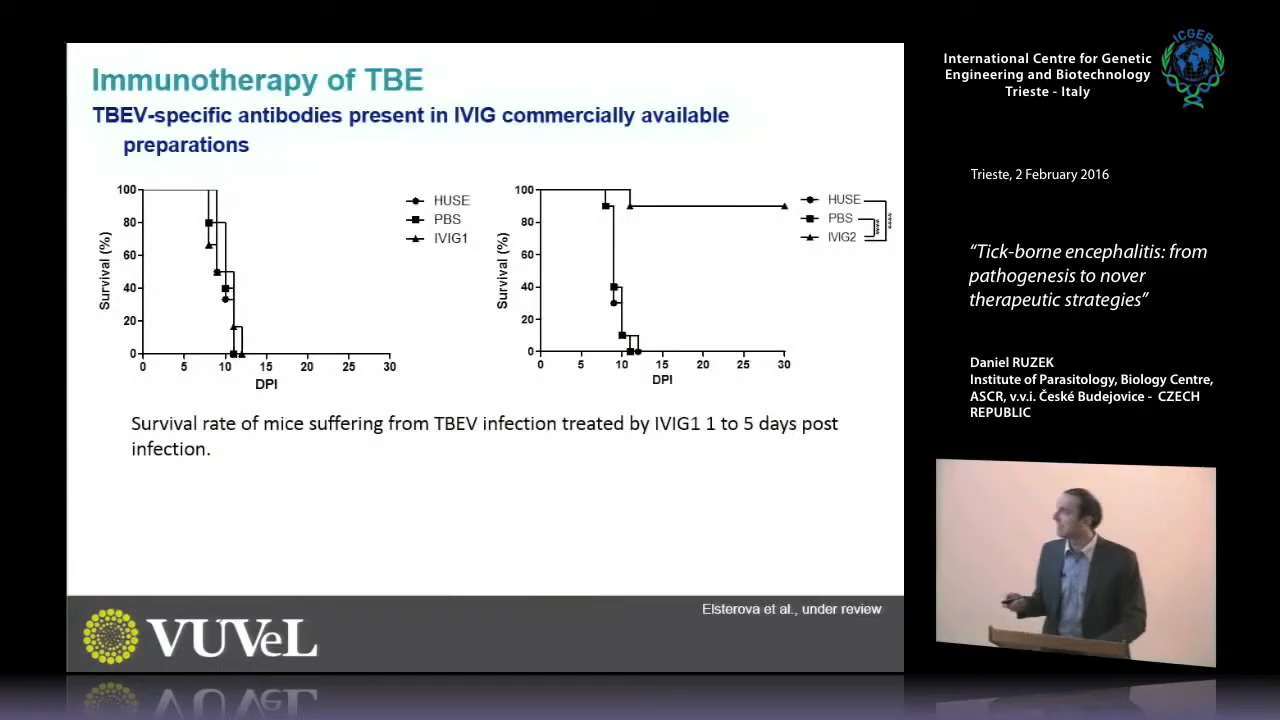 Immunotherapy of TBE
TBEV-specific antibodies present in IVIG commercially available
preparations
100
80
60
40
20
0
Survival (%)
0 5 10 15 20 25 30
DPI
HUSE
PBS
IVIG1
100
80
60
40
20
0
Survival (%)
0 5 10 15 20 25 30
DPI
HUSE
PBS
IVIG2
****
****
Survival rate of mice suffering from TBEV infection treated by IVIG1 1 to 5 days post
infection.
Elsterova et al., under review
VUVeL
International Centre for Genetic
Engineering and Biotechnology
Trieste - Italy
ICGEB
Trieste, 2 February 2016
“Tick-borne encephalitis: from
pathogenesis to nover
therapeutic strategies”
Daniel RUZEK
Institute of Parasitology, Biology Centre,
ASCR, v.v.i. České Budejovice - CZECH
REPUBLIC